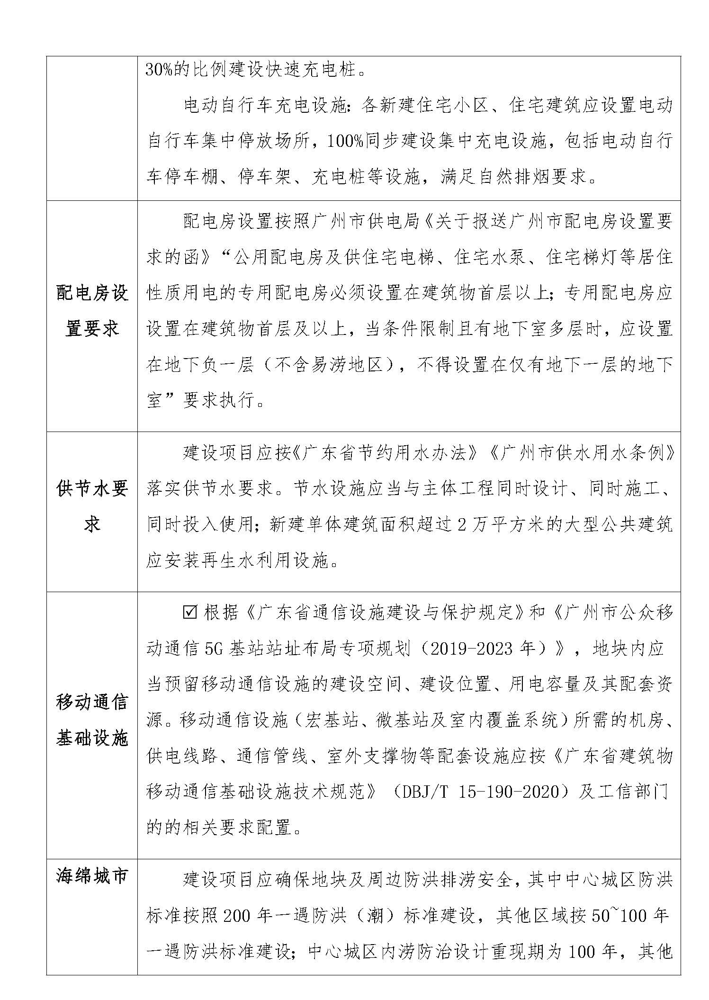 30%的比例建设快速充电桩。
电动自行车充电设施：各新建住宅小区、住宅建筑应设置电动
自行车集中停放场所，100%同步建设集中充电设施，包括电动自行
车停车棚、停车架、充电桩等设施，满足自然排烟要求。
配电房设
置要求
配电房设置按照广州市供电局《关于报送广州市配电房设置要
求的函》“公用配电房及供住宅电梯、住宅水泵、住宅梯灯等居住
性质用电的专用配电房必须设置在建筑物首层以上；专用配电房应
设置在建筑物首层及以上，当条件限制且有地下室多层时，应设置
在地下负一层（不含易涝地区），不得设置在仅有地下一层的地下
室”要求执行。
供节水要
求
建设项目应按《广东省节约用水办法》《广州市供水用水条例》
落实供节水要求。节水设施应当与主体工程同时设计、同时施工、
同时投入使用；新建单体建筑面积超过 2 万平方米的大型公共建筑
应安装再生水利用设施。
移动通信
基础设施
☑ 根据《广东省通信设施建设与保护规定》和《广州市公众移
动通信 5G 基站站址布局专项规划（2019-2023 年）》，地块内应
当预留移动通信设施的建设空间、建设位置、用电容量及其配套资
源。移动通信设施（宏基站、微基站及室内覆盖系统）所需的机房、
供电线路、通信管线、室外支撑物等配套设施应按《广东省建筑物
移动通信基础设施技术规范》（DBJ/T 15-190-2020）及工信部门
的的相关要求配置。
海绵城市
建设项目应确保地块及周边防洪排涝安全，其中中心城区防洪
标准按照 200 年一遇防洪（潮）标准建设，其他区域按 50~100 年
一遇防洪标准建设；中心城区内涝防治设计重现期为 100 年，其他